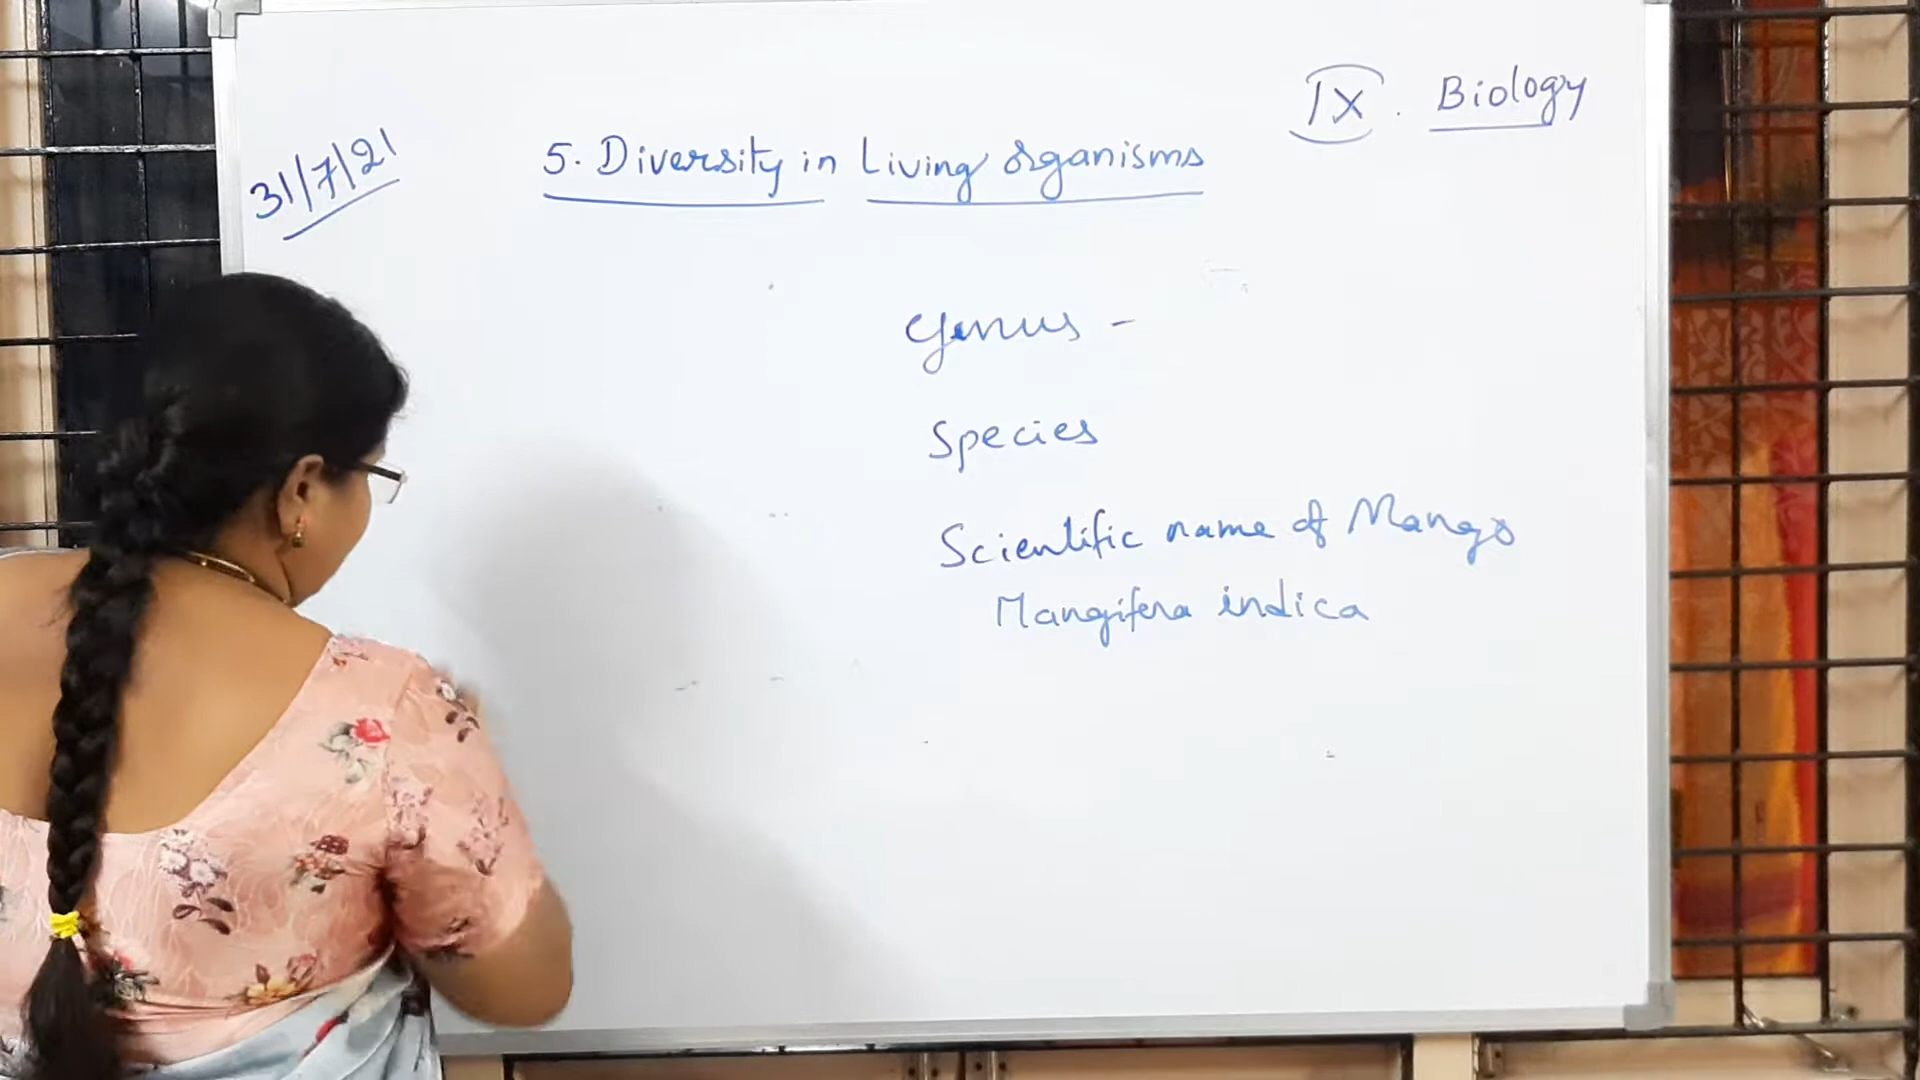 IX. Biology
31/7/21
5. Diversity in Living organisms
Genus -
Species
Scientific name of Mango
Mangifera indica